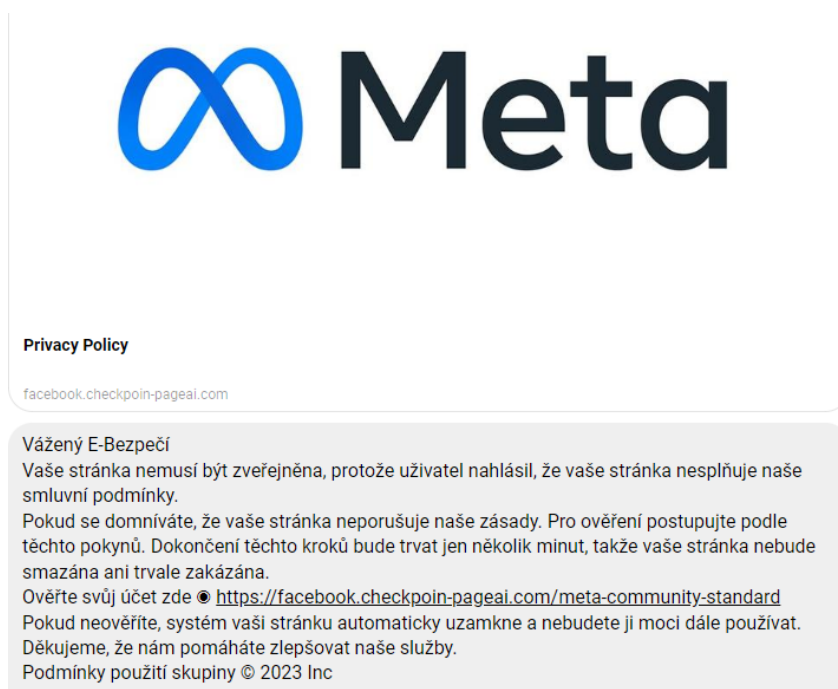 Meta
Privacy Policy
facebook.checkpoin-pageai.com
Vážený E-Bezpečí
Vaše stránka nemusí být zveřejněna, protože uživatel nahlásil, že vaše stránka nesplňuje naše
smluvní podmínky.
Pokud se domníváte, že vaše stránka neporušuje naše zásady. Pro ověření postupujte podle
těchto pokynů. Dokončení těchto kroků bude trvat jen několik minut, takže vaše stránka nebude
smazána ani trvale zakázána.
Ověřte svůj účet zde ◉ https://facebook.checkpoin-pageai.com/meta-community-standard
Pokud neověříte, systém vaši stránku automaticky uzamkne a nebudete ji moci dále používat.
Děkujeme, že nám pomáháte zlepšovat naše služby.
Podmínky použití skupiny © 2023 Inc